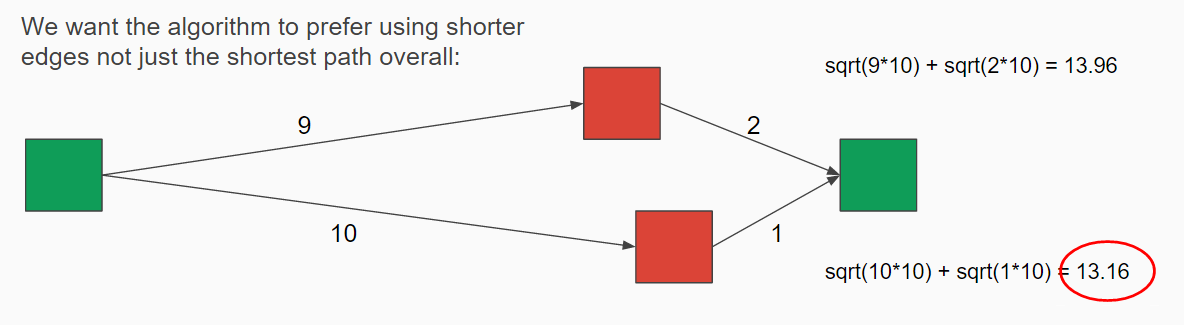 We want the algorithm to prefer using shorter
edges not just the shortest path overall:
sqrt(9*10) + sqrt(2*10) = 13.96
9
2
10
1
sqrt(10*10) + sqrt(1*10) = 13.16